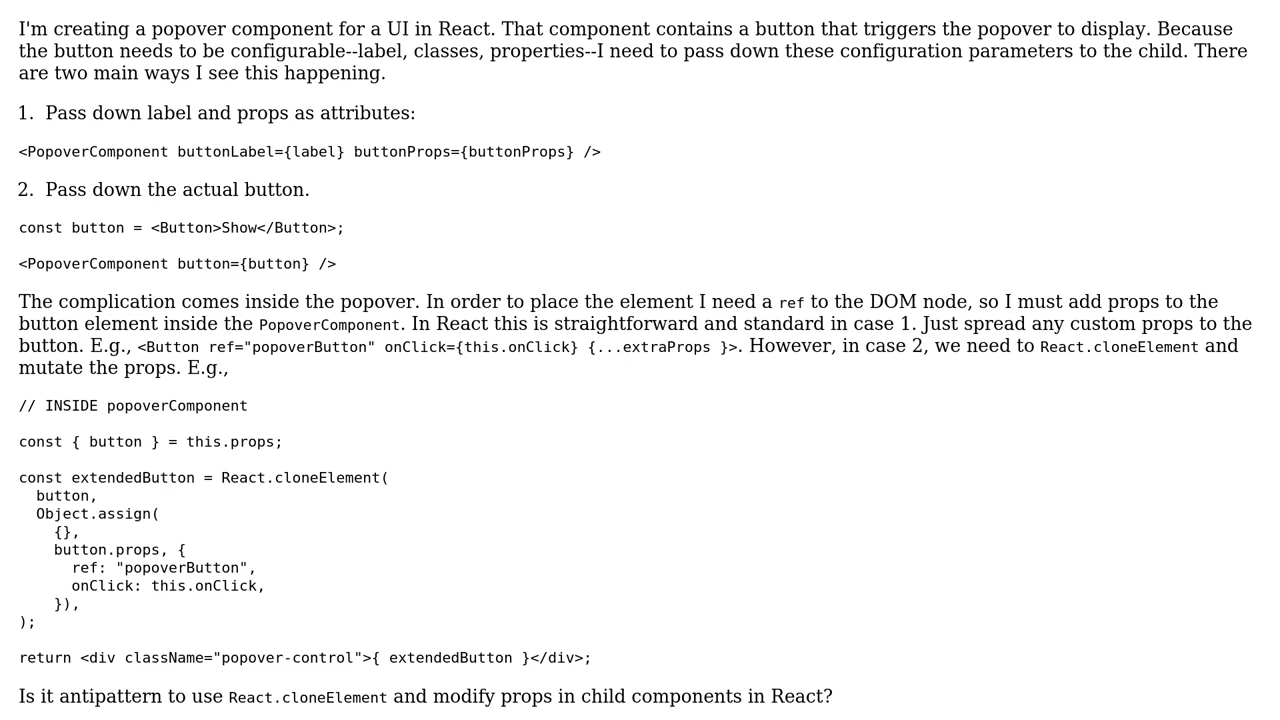 I'm creating a popover component for a UI in React. That component contains a button that triggers the popover to display. Because
the button needs to be configurable--label, classes, properties--I need to pass down these configuration parameters to the child. There
are two main ways I see this happening.
1. Pass down label and props as attributes:
<PopoverComponent buttonLabel={label} buttonProps={buttonProps} />
2. Pass down the actual button.
const button = <Button>Show</Button>;
<PopoverComponent button={button} />
The complication comes inside the popover. In order to place the element I need a ref to the DOM node, so I must add props to the
button element inside the PopoverComponent. In React this is straightforward and standard in case 1. Just spread any custom props to the
button. E.g., <Button ref="popoverButton" onClick={this.onClick} {...extraProps }>. However, in case 2, we need to React.cloneElement and
mutate the props. E.g.,
// INSIDE popoverComponent
const { button } = this.props;
const extendedButton = React.cloneElement(
  button,
  Object.assign(
    {},
    button.props, {
      ref: "popoverButton",
      onClick: this.onClick,
    }),
);
return <div className="popover-control">{ extendedButton }</div>;
Is it antipattern to use React.cloneElement and modify props in child components in React?